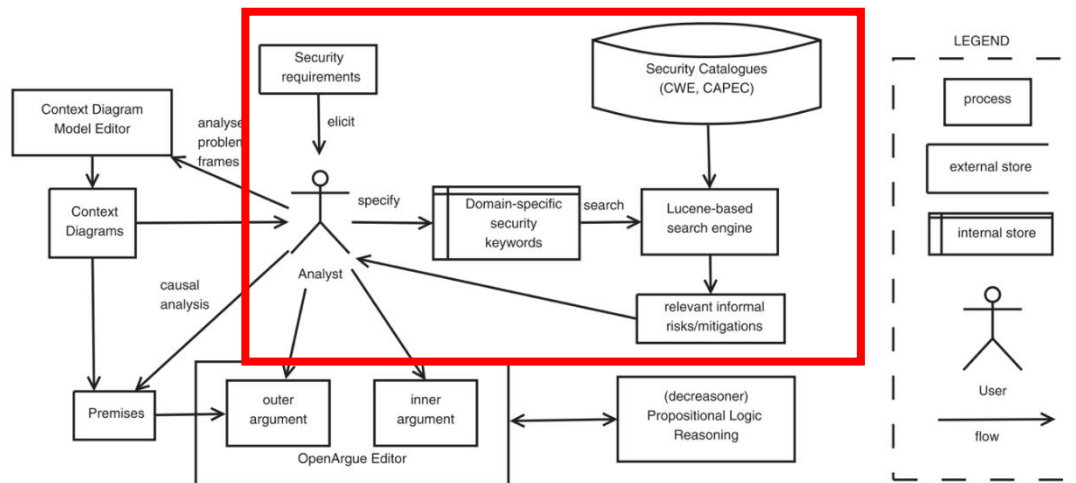 Security
requirements
Security Catalogues
(CWE, CAPEC)
LEGEND
process
Context Diagram
Model Editor
analyse
problem
frames
elicit
external store
Context
Diagrams
specify
Domain-specific
security
keywords
search
Lucene-based
search engine
internal store
Analyst
causal
analysis
relevant informal
risks/mitigations
User
flow
Premises
outer
argument
inner
argument
OpenArgue Editor
(decreasoner)
Propositional Logic
Reasoning